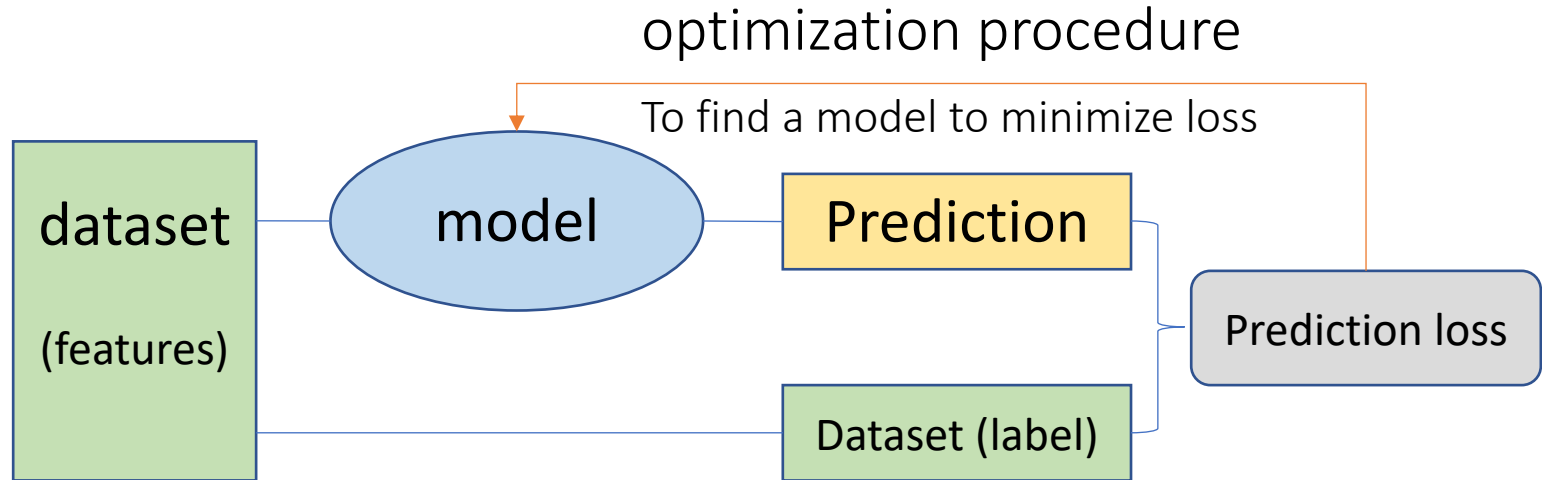 optimization procedure
To find a model to minimize loss
dataset
(features)
model
Prediction
Dataset (label)
Prediction loss